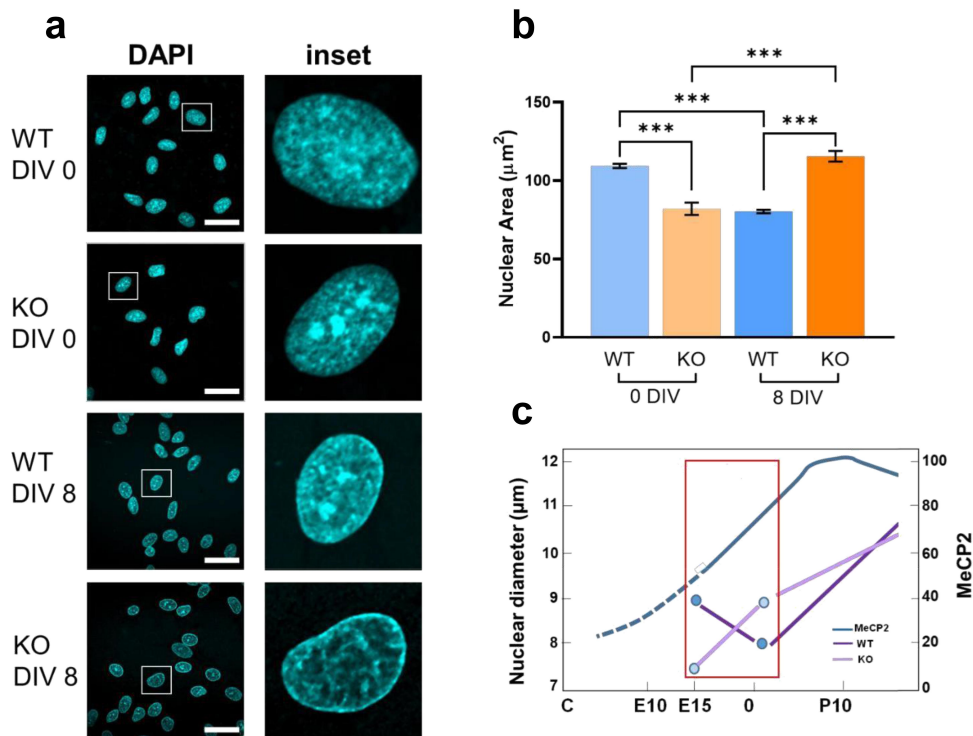 a
DAPI
inset
WT
DIV 0
KO
DIV 0
WT
DIV 8
KO
DIV 8
b
***
***
***
***
Nuclear Area (μm²)
150
100
50
0
WT
KO
WT
KO
0 DIV
8 DIV
c
Nuclear diameter (μm)
12
11
10
9
8
7
100
80
60
40
20
0
MeCP2
MeCP2
WT
KO
C
E10
E15
0
P10